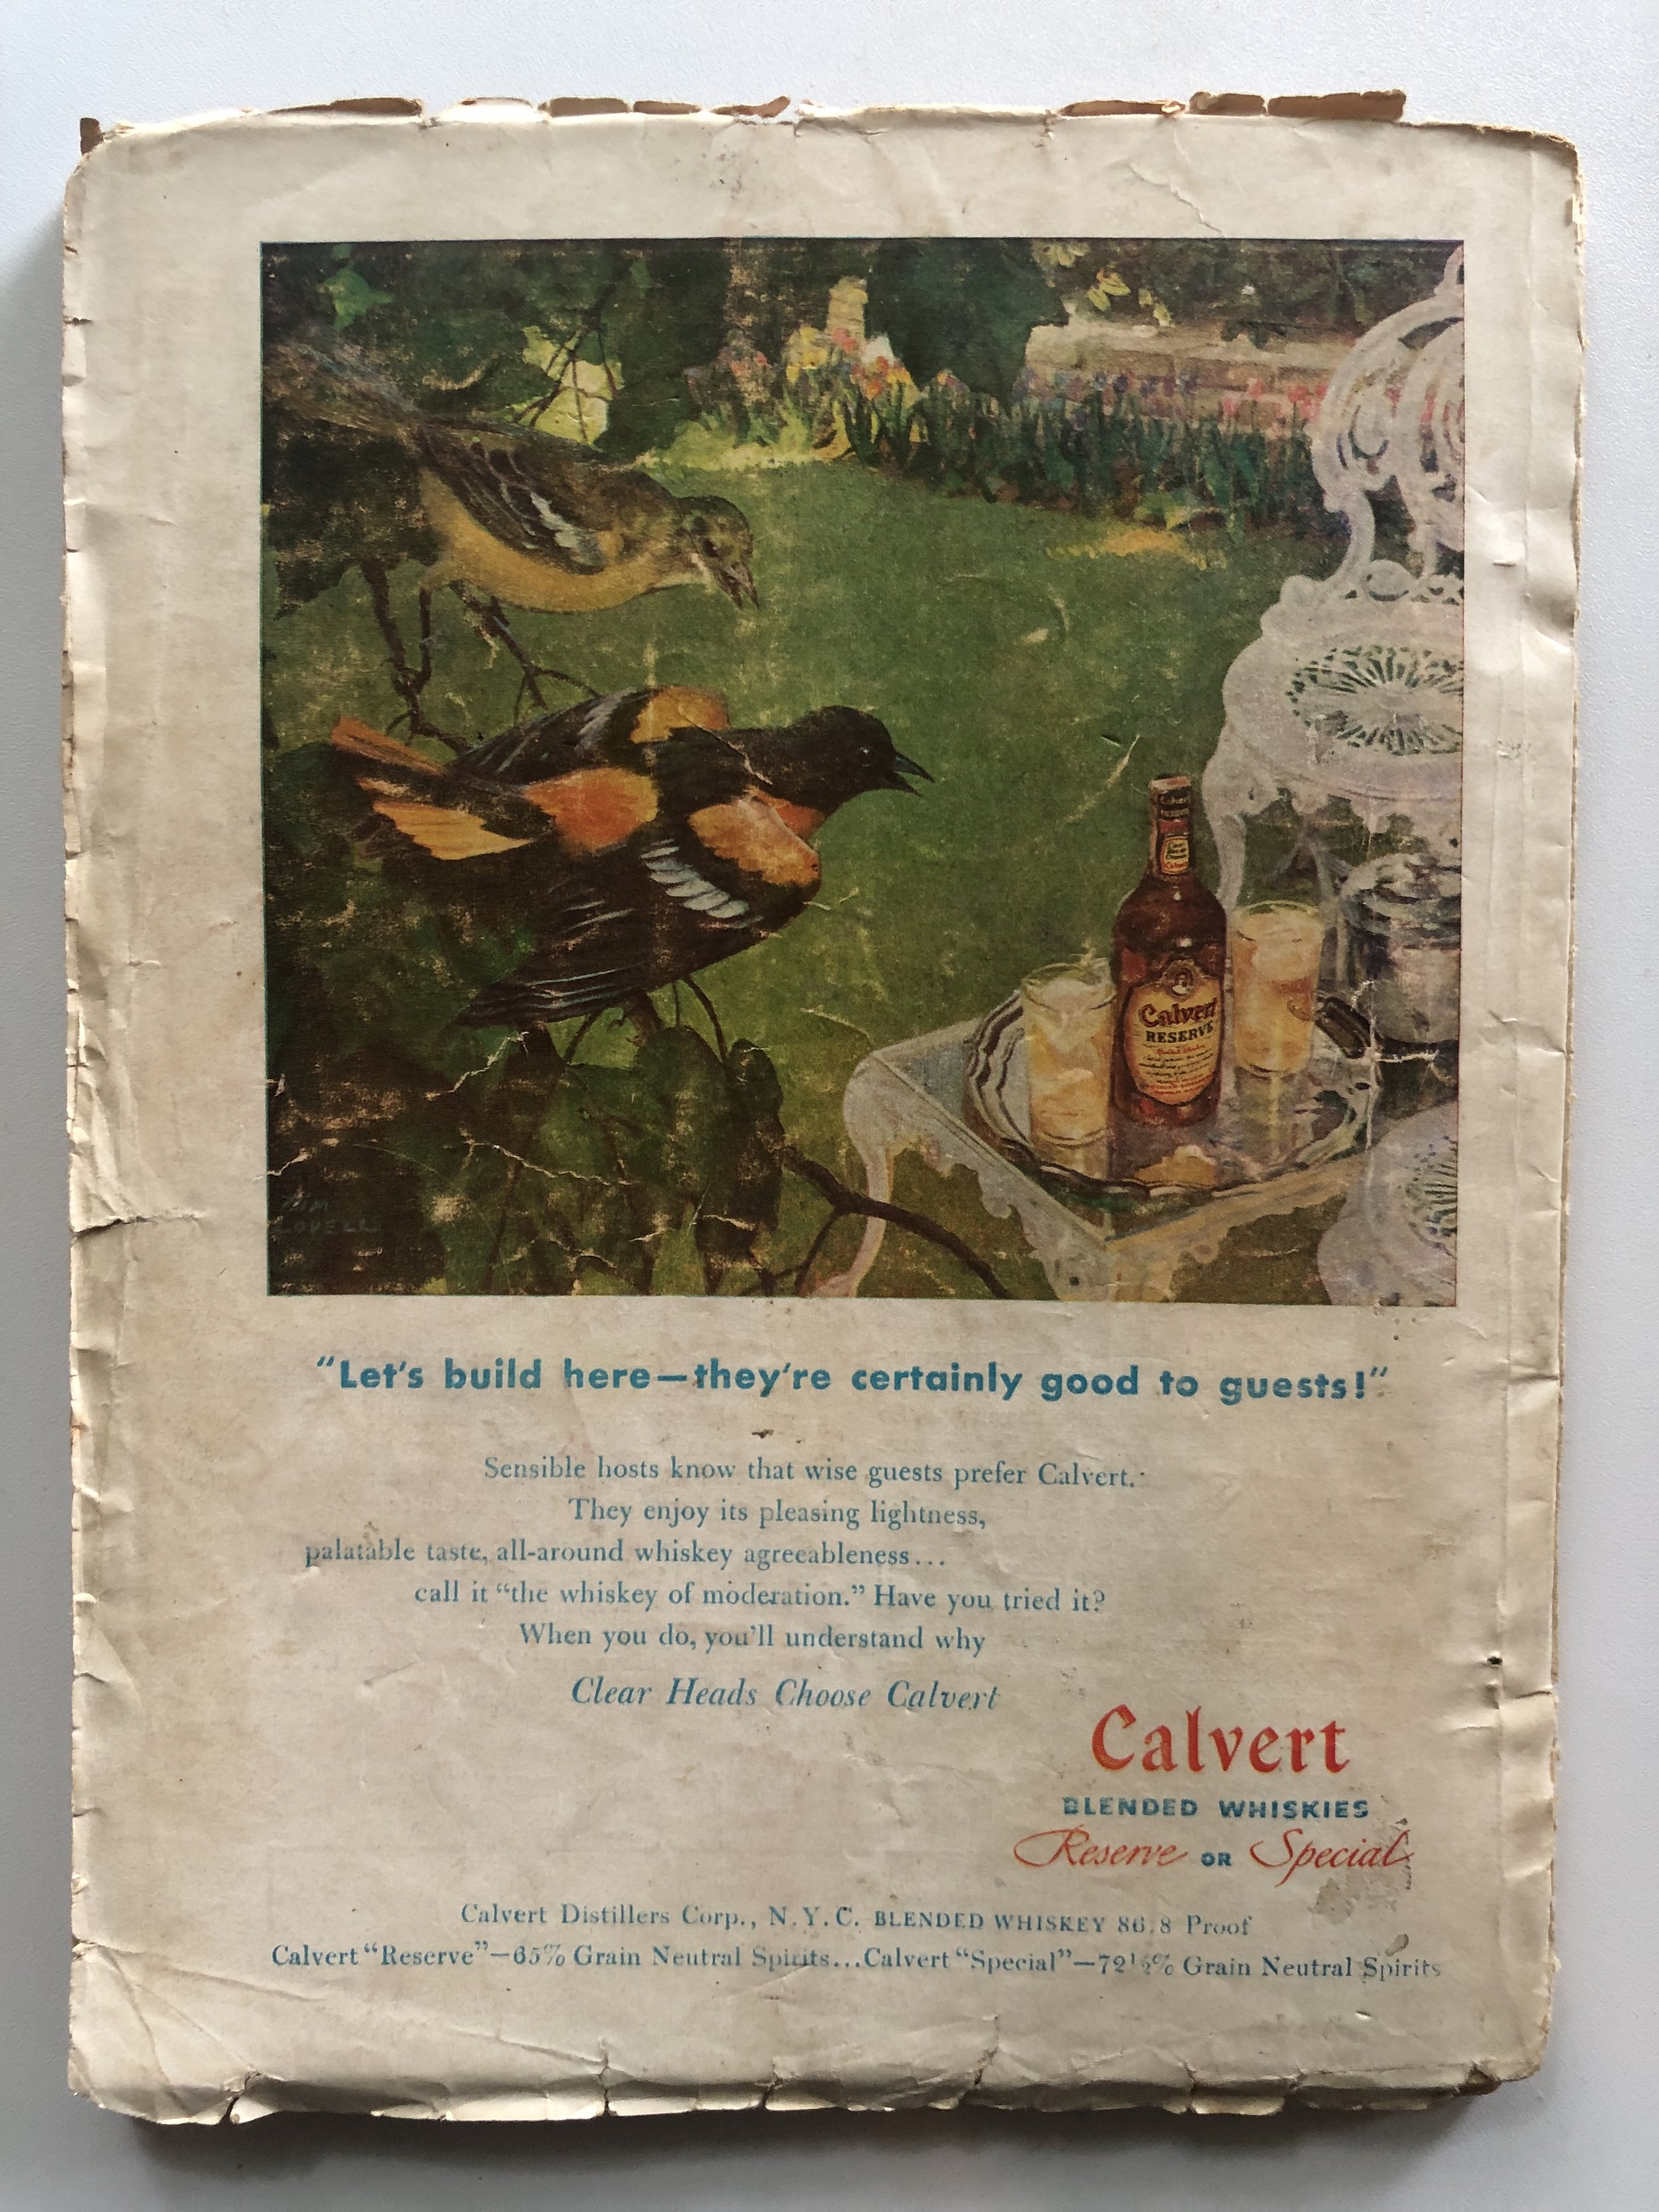 TOM
LOVELL
Calvert
RESERVE
"Let's build here—they're certainly good to guests!"
Sensible hosts know that wise guests prefer Calvert.
They enjoy its pleasing lightness,
palatable taste, all-around whiskey agreeableness...
call it "the whiskey of moderation." Have you tried it?
When you do, you'll understand why
Clear Heads Choose Calvert
Calvert
BLENDED WHISKIES
Reserve OR Special
Calvert Distillers Corp., N.Y.C. BLENDED WHISKEY 86.8 Proof
Calvert "Reserve"—65% Grain Neutral Spirits...Calvert "Special"—72½% Grain Neutral Spirits